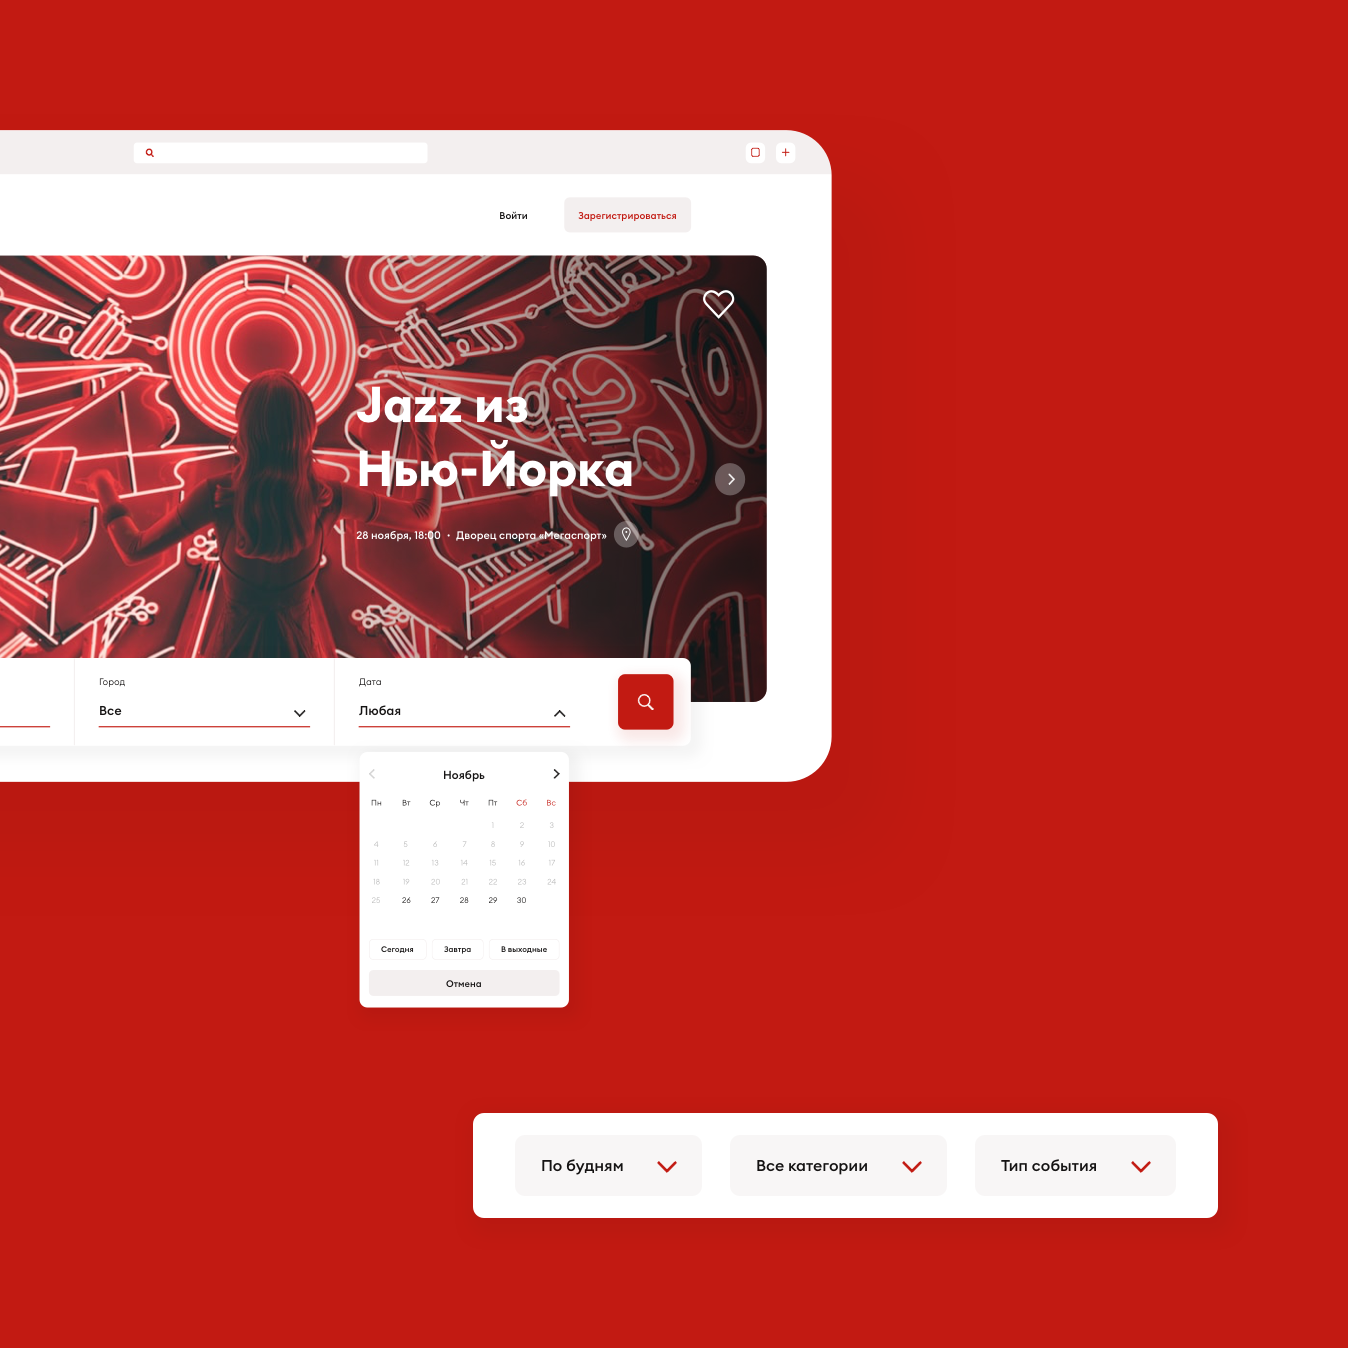 Войти
Зарегистрироваться
Jazz из
Нью-Йорка
28 ноября, 18:00 • Дворец спорта «Мегаспорт»
Город
Все
Дата
Любая
Ноябрь
Пн Вт Ср Чт Пт Сб Вс
1 2 3
4 5 6 7 8 9 10
11 12 13 14 15 16 17
18 19 20 21 22 23 24
25 26 27 28 29 30
Сегодня Завтра В выходные
Отмена
По будням Все категории Тип события